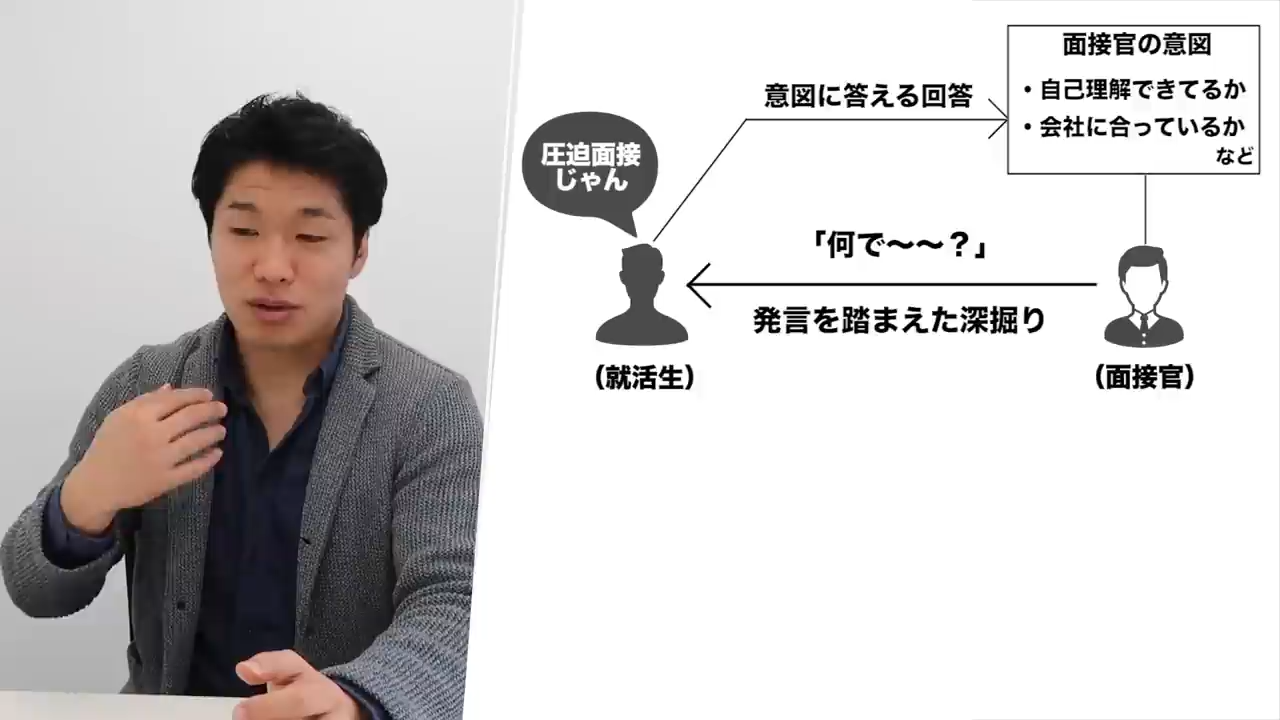 面接官の意図
・自己理解できてるか
・会社に合っているか
など
意図に答える回答
圧迫面接
じゃん
「何で〜〜？」
発言を踏まえた深掘り
（就活生）
（面接官）